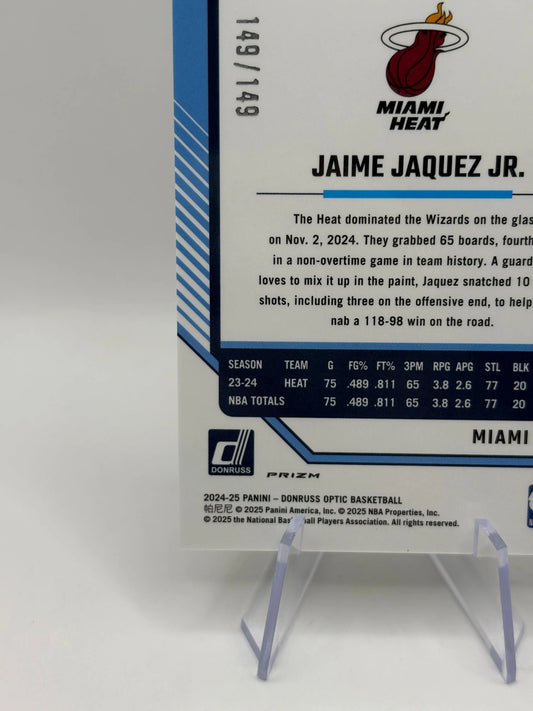 149/149
MIAMI
HEAT
JAIME JAQUEZ JR.
The Heat dominated the Wizards on the glas
on Nov. 2, 2024. They grabbed 65 boards, fourth
in a non-overtime game in team history. A guard
loves to mix it up in the paint, Jaquez snatched 10
shots, including three on the offensive end, to help
nab a 118-98 win on the road.
SEASON TEAM G FG% FT% 3PM RPG APG STL BLK
23-24 HEAT 75 .489 .811 65 3.8 2.6 77 20
NBA TOTALS 75 .489 .811 65 3.8 2.6 77 20
MIAMI
DONRUSS
PRIZM
2024-25 PANINI – DONRUSS OPTIC BASKETBALL
帕尼尼 © 2025 Panini America, Inc. © 2025 NBA Properties, Inc.
© 2025 the National Basketball Players Association. All rights reserved.